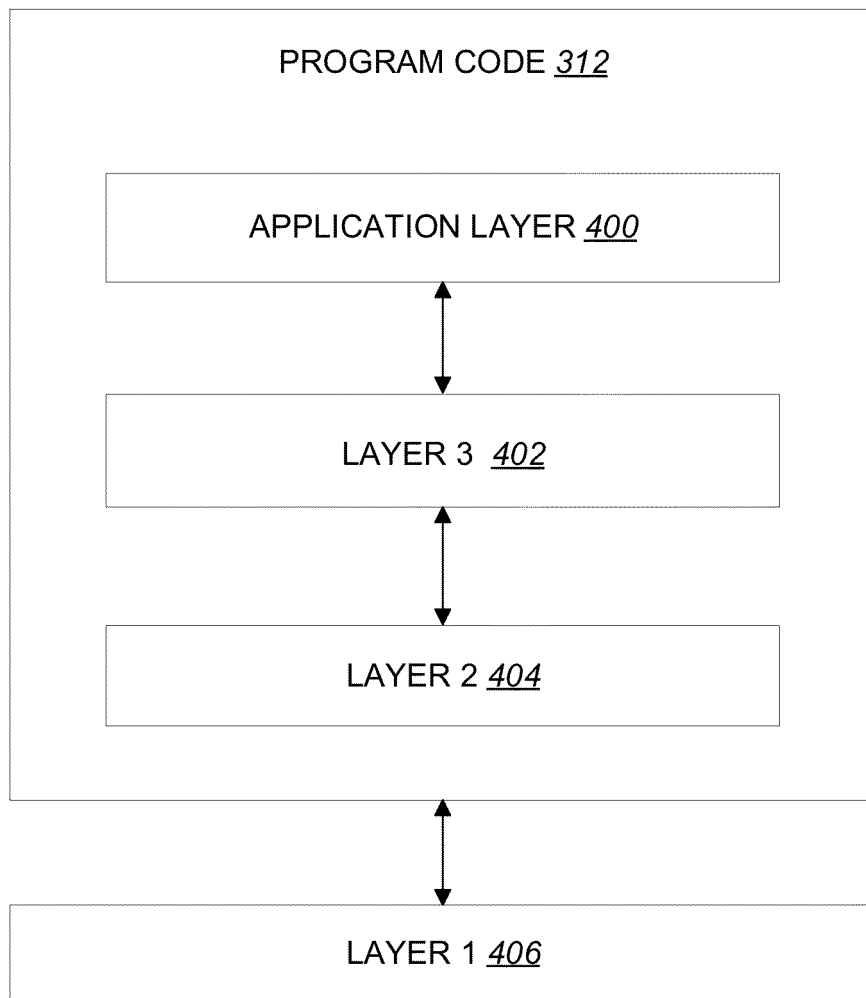 PROGRAM CODE 312
APPLICATION LAYER 400
LAYER 3 402
LAYER 2 404
LAYER 1 406